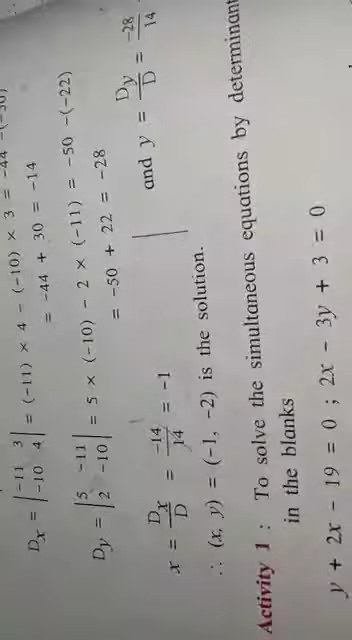 Dx = | -11 3 ; -10 4 | = (-11) × 4 - (-10) × 3 = -44 -(-30)
= -44 + 30 = -14
Dy = | 5 -11 ; 2 -10 | = 5 × (-10) - 2 × (-11) = -50 -(-22)
= -50 + 22 = -28
x = Dx/D = -14/14 = -1 and y = Dy/D = -28/14
∴ (x, y) = (-1, -2) is the solution.
Activity 1 : To solve the simultaneous equations by determinant
in the blanks
y + 2x - 19 = 0 ; 2x - 3y + 3 = 0